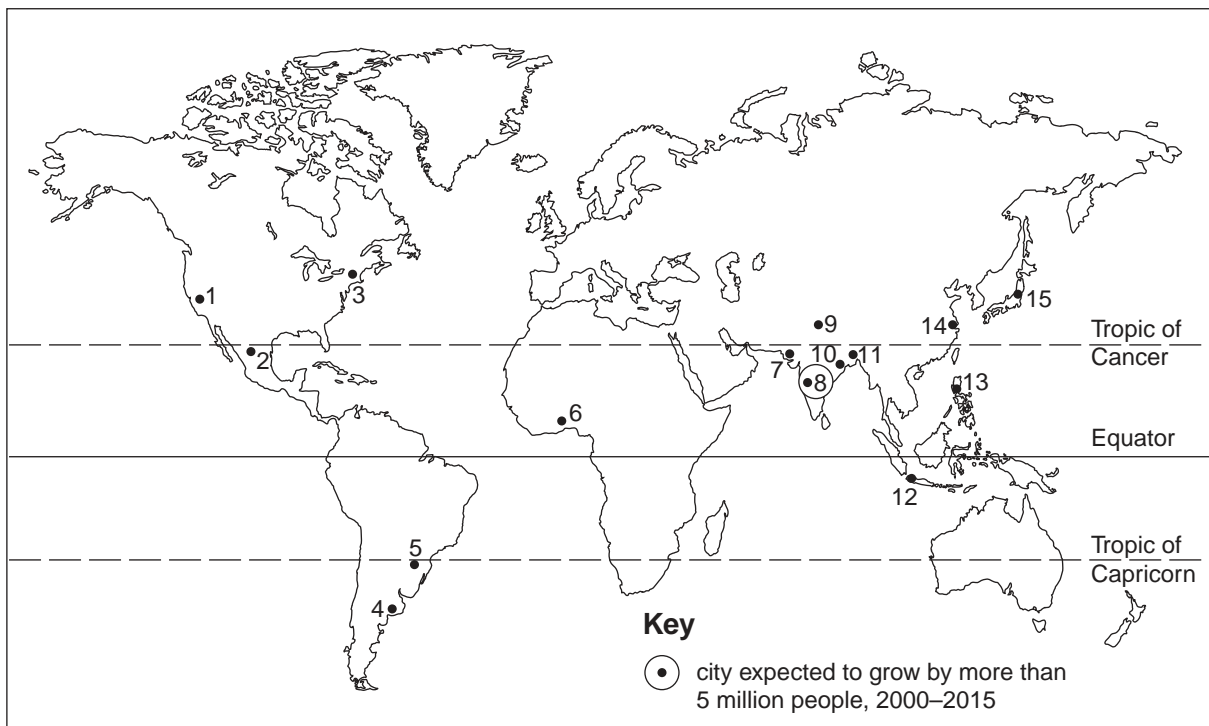 1
2
3
4
5
6
7
8
9
10
11
12
13
14
15
Tropic of
Cancer
Equator
Tropic of
Capricorn
Key
city expected to grow by more than
5 million people, 2000–2015